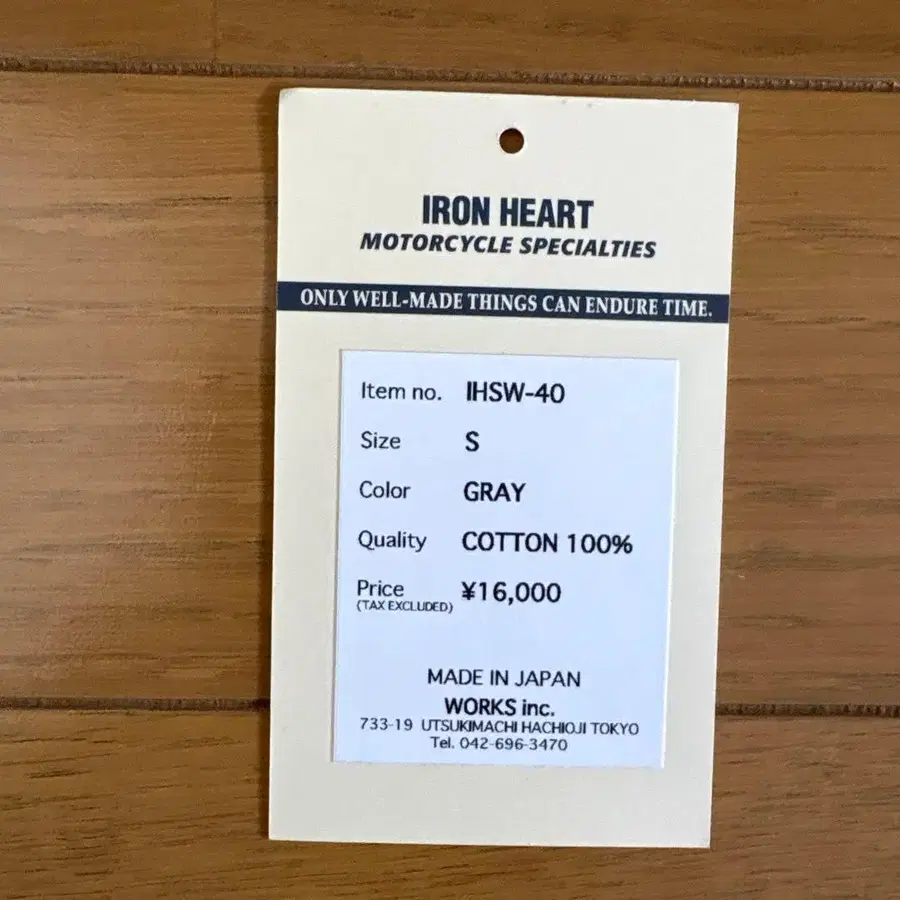 IRON HEART
MOTORCYCLE SPECIALTIES
ONLY WELL-MADE THINGS CAN ENDURE TIME.
Item no. IHSW-40
Size S
Color GRAY
Quality COTTON 100%
Price ¥16,000
(TAX EXCLUDED)
MADE IN JAPAN
WORKS inc.
733-19 UTSUKIMACHI HACHIOJI TOKYO
Tel. 042-696-3470